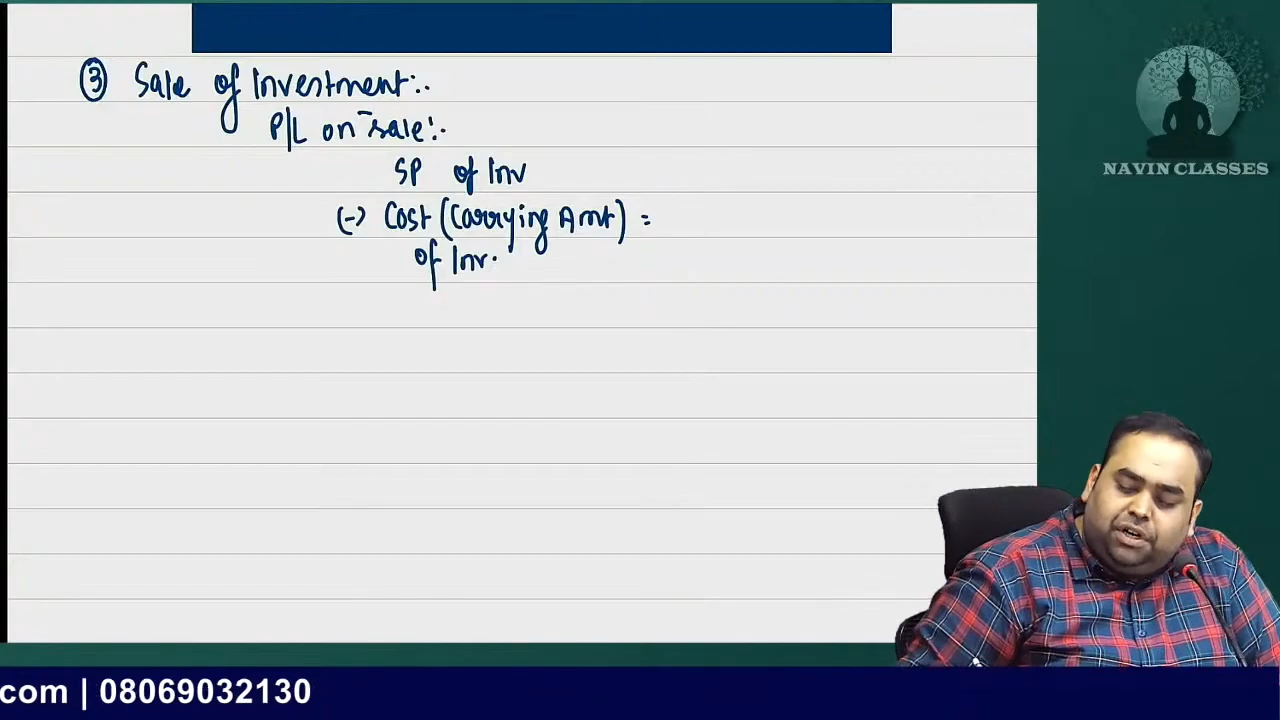 ③ Sale of Investment:.
P/L on sale:.
SP of Inv
(-) Cost (Carrying Amt) =
of Inv.
NAVIN CLASSES
com | 08069032130